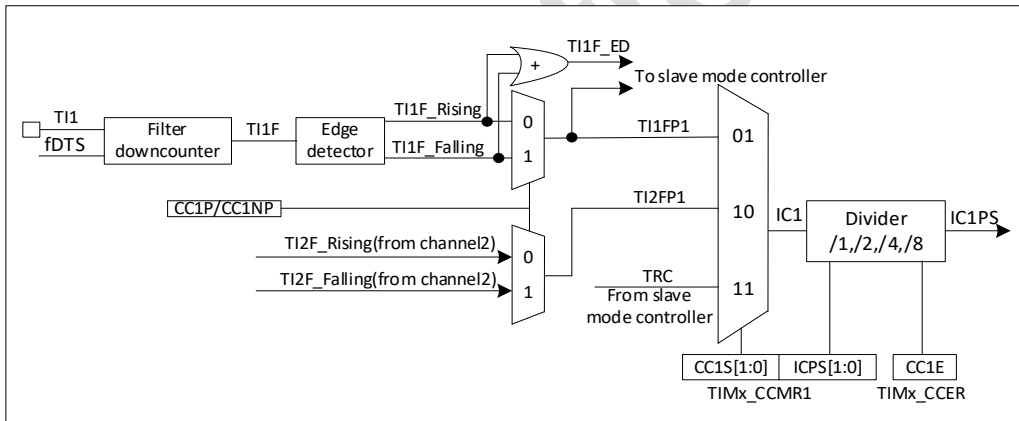 TI1F_ED
To slave mode controller
TI1
fDTS
Filter
downcounter
TI1F
Edge
detector
TI1F_Rising
TI1F_Falling
+
0
1
TI1FP1
01
CC1P/CC1NP
TI2FP1
10
IC1
Divider
/1,/2,/4,/8
IC1PS
TI2F_Rising(from channel2)
TI2F_Falling(from channel2)
0
1
TRC
From slave
mode controller
11
CC1S[1:0]
ICPS[1:0]
CC1E
TIMx_CCMR1
TIMx_CCER